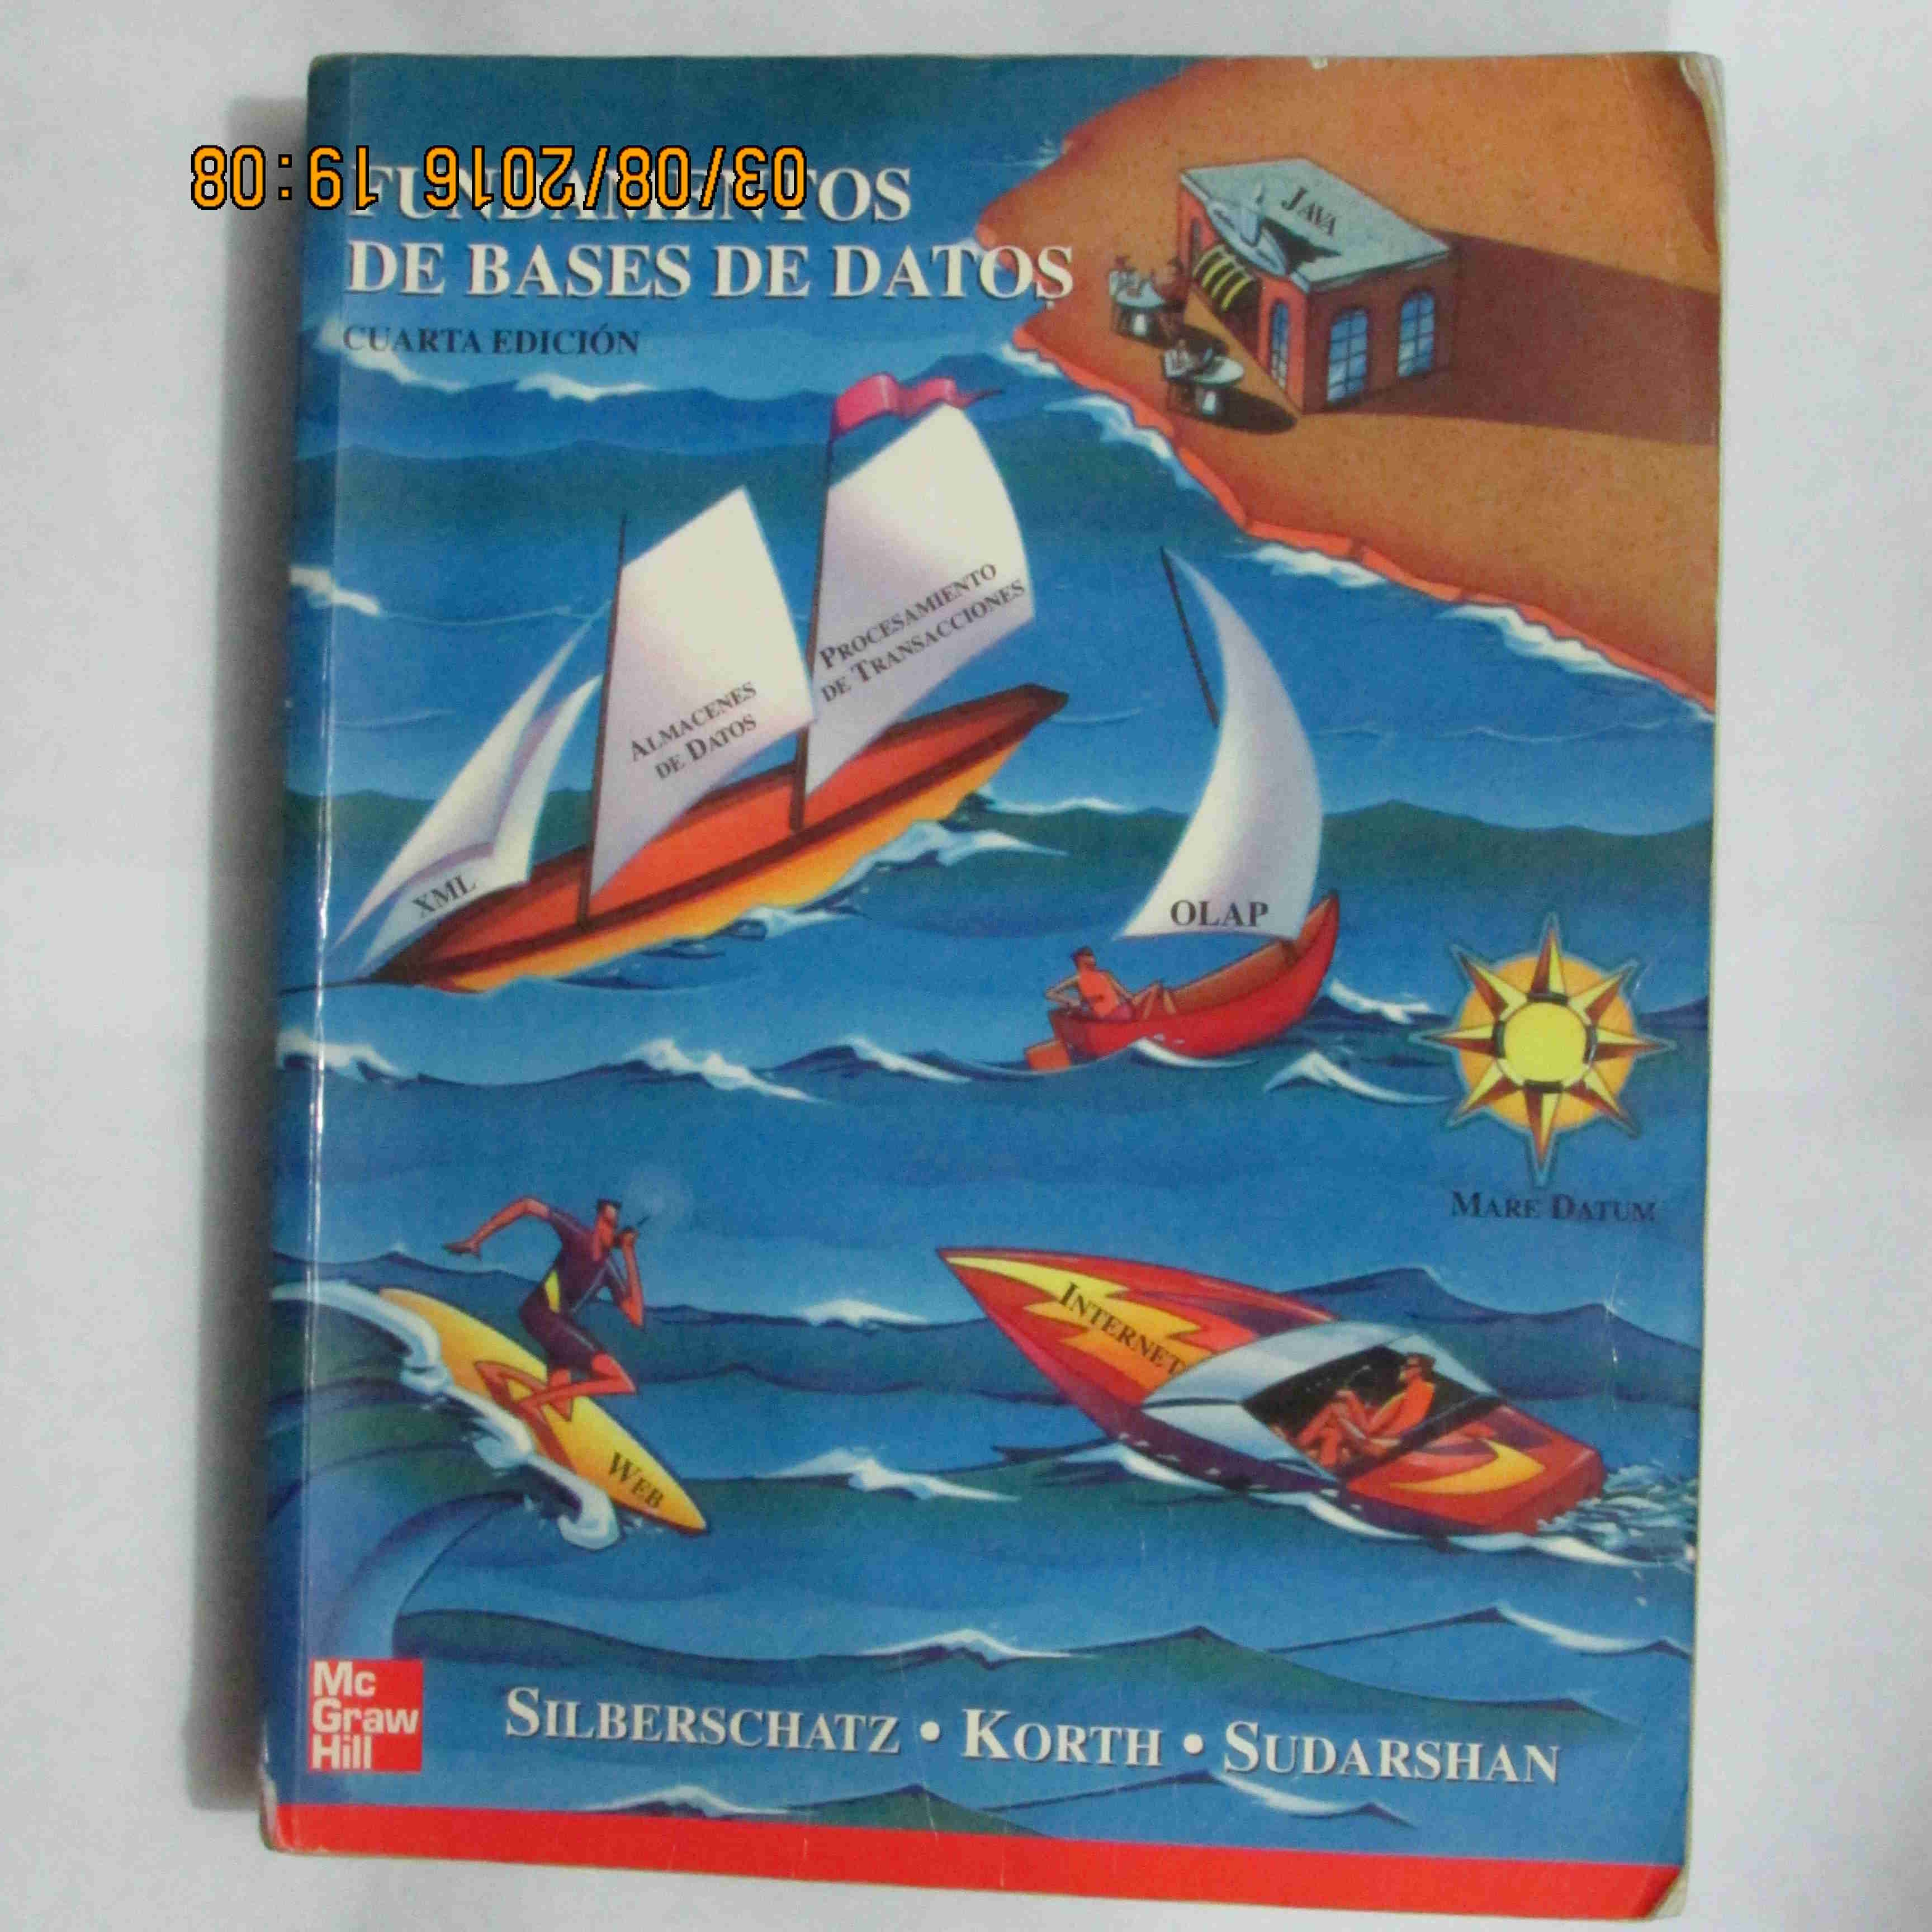 03/08/2016 19:08
FUNDAMENTOS
DE BASES DE DATOS
CUARTA EDICIÓN
JAVA
PROCESAMIENTO
DE TRANSACCIONES
ALMACENES
DE DATOS
XML
OLAP
MARE DATUM
INTERNET
WEB
Mc
Graw
Hill
SILBERSCHATZ • KORTH • SUDARSHAN